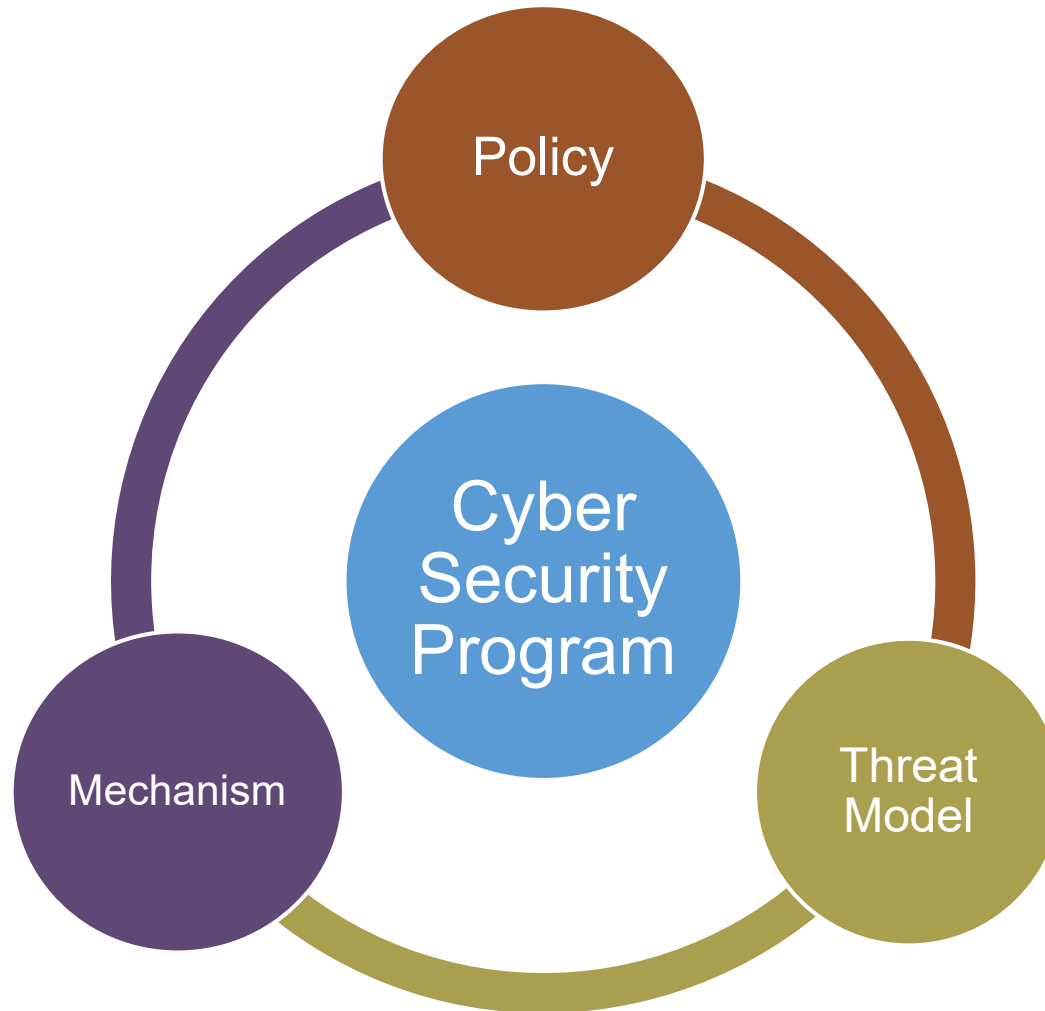 Policy
Cyber
Security
Program
Mechanism
Threat
Model